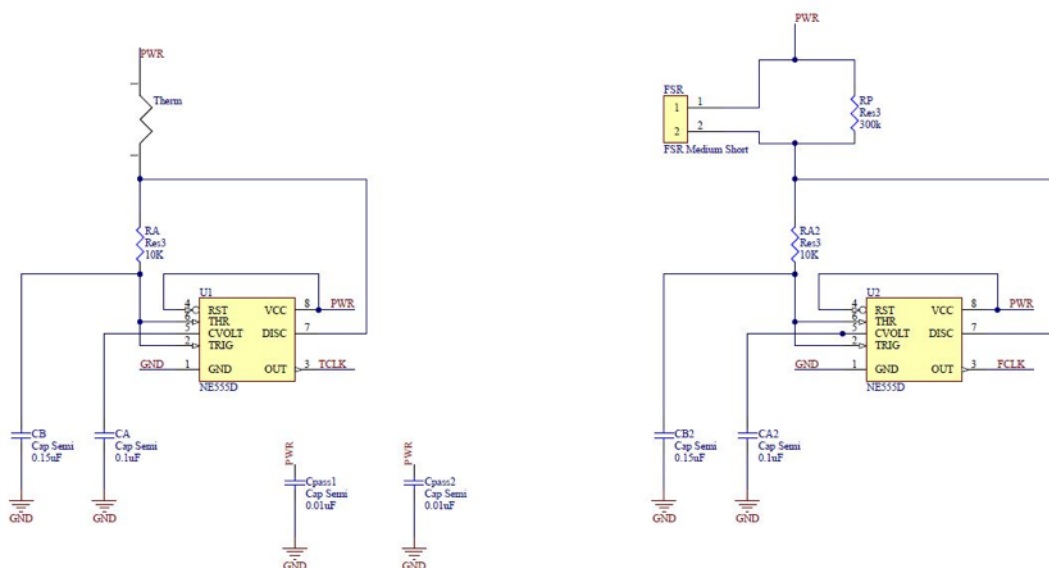 PWR
1
Therm
1
RA
Res3
10K
U1
4
RST
VCC
8
PWR
6
THR
5
CVOLT
DISC
7
2
TRIG
GND
1
GND
OUT
3
TCLK
NE555D
CB
Cap Semi
0.15uF
GND
CA
Cap Semi
0.1uF
GND
PWR
Cpass1
Cap Semi
0.01uF
GND
PWR
Cpass2
Cap Semi
0.01uF
GND
PWR
FSR
1
1
2
2
FSR Medium Short
RP
Res3
300k
RA2
Res3
10K
U2
4
RST
VCC
8
PWR
6
THR
5
CVOLT
DISC
7
2
TRIG
GND
1
GND
OUT
3
FCLK
NE555D
CB2
Cap Semi
0.15uF
GND
CA2
Cap Semi
0.1uF
GND